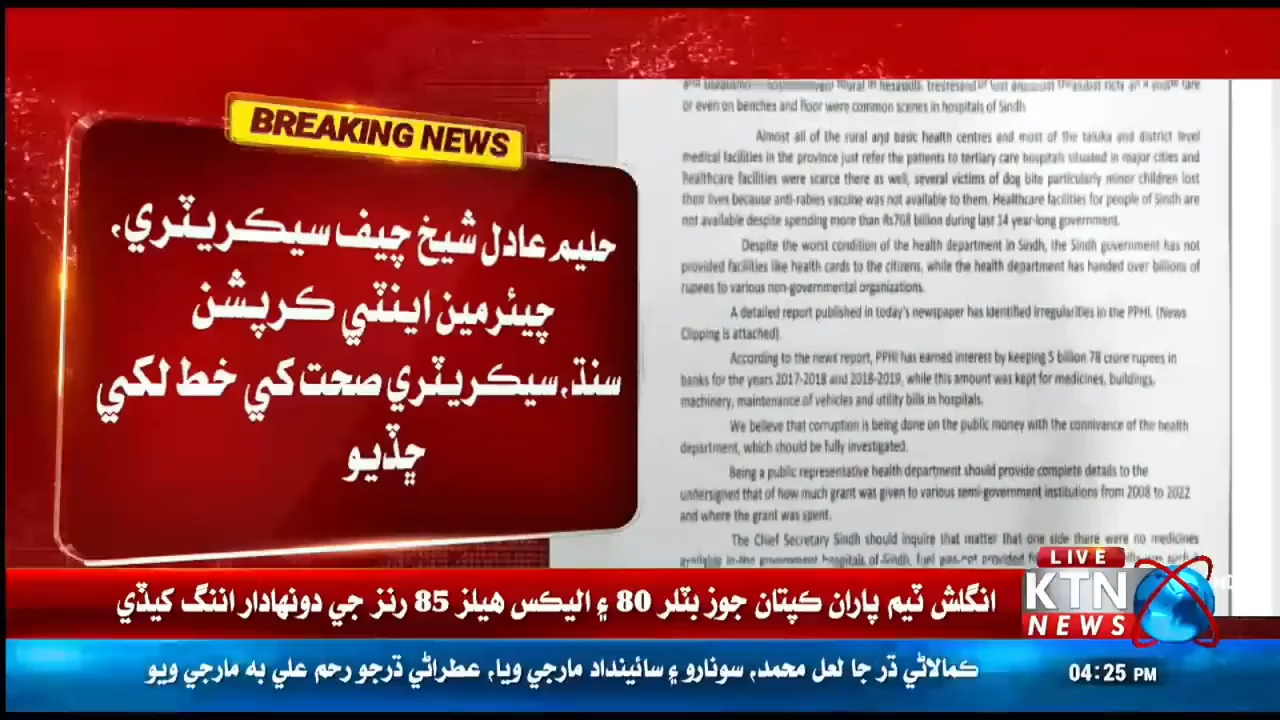 BREAKING NEWS
حليم عادل شيخ چيف سيڪريٽري،
چيئرمين اينٽي ڪرپشن
سنڌ، سيڪريٽري صحت کي خط لکي
ڇڏيو
or even on benches and floor were common scenes in hospitals of Sindh
Almost all of the rural and basic health centres and most of the taluka and district level
medical facilities in the province just refer the patients to tertiary care hospitals situated in major cities and
healthcare facilities were scarce there as well, several victims of dog bite particularly minor children lost
their lives because anti-rabies vaccine was not available to them. Healthcare facilities for people of Sindh are
not available despite spending more than Rs768 billion during last 14 year-long government.
Despite the worst condition of the health department in Sindh, the Sindh government has not
provided facilities like health cards to the citizens, while the health department has handed over billions of
rupees to various non-governmental organizations.
A detailed report published in today's newspaper has identified irregularities in the PPHI. (News
Clipping is attached).
According to the news report, PPHI has earned interest by keeping 5 billion 78 crore rupees in
banks for the years 2017-2018 and 2018-2019, while this amount was kept for medicines, buildings,
machinery, maintenance of vehicles and utility bills in hospitals.
We believe that corruption is being done on the public money with the connivance of the health
department, which should be fully investigated.
Being a public representative health department should provide complete details to the
undersigned that of how much grant was given to various semi-government institutions from 2008 to 2022
and where the grant was spent.
The Chief Secretary Sindh should inquire that matter that one side there were no medicines
available in the government hospitals of Sindh, fuel was not provided
LIVE
KTN
NEWS
HD
انگلش ٽيم پاران ڪپتان جوز بٽلر 80 ۽ اليڪس هيلز 85 رنز جي ڌونهادار اننگ کيڏي
ڪمالاڻي ڌر جا لعل محمد، سونارو ۽ سائينداد مارجي ويا، عطراڻي ڌرجو رحم علي به مارجي ويو
04:25 PM